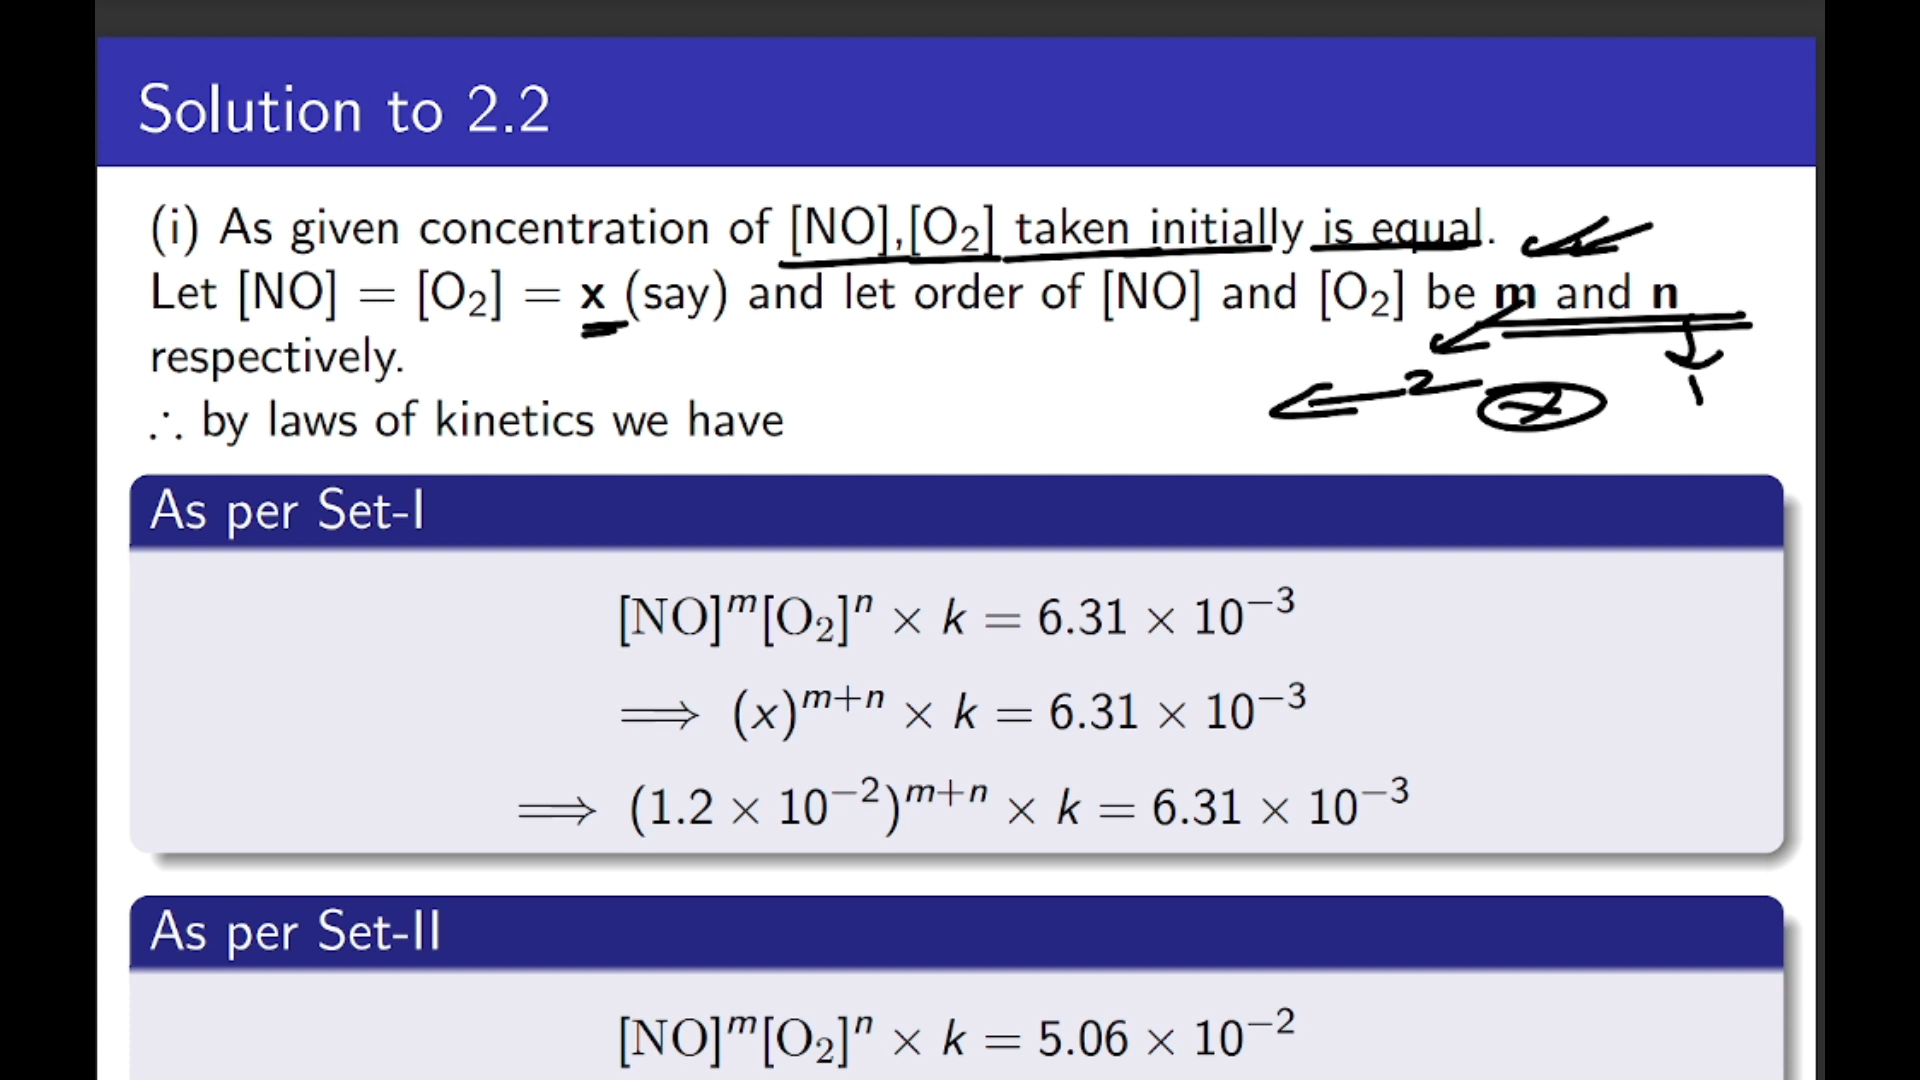 Solution to 2.2
(i) As given concentration of [NO],[O₂] taken initially is equal.
Let [NO] = [O₂] = x (say) and let order of [NO] and [O₂] be m and n
respectively.
2
1
∴ by laws of kinetics we have
As per Set-I
[NO]ᵐ[O₂]ⁿ × k = 6.31 × 10⁻³
⟹ (x)ᵐ⁺ⁿ × k = 6.31 × 10⁻³
⟹ (1.2 × 10⁻²)ᵐ⁺ⁿ × k = 6.31 × 10⁻³
As per Set-II
[NO]ᵐ[O₂]ⁿ × k = 5.06 × 10⁻²